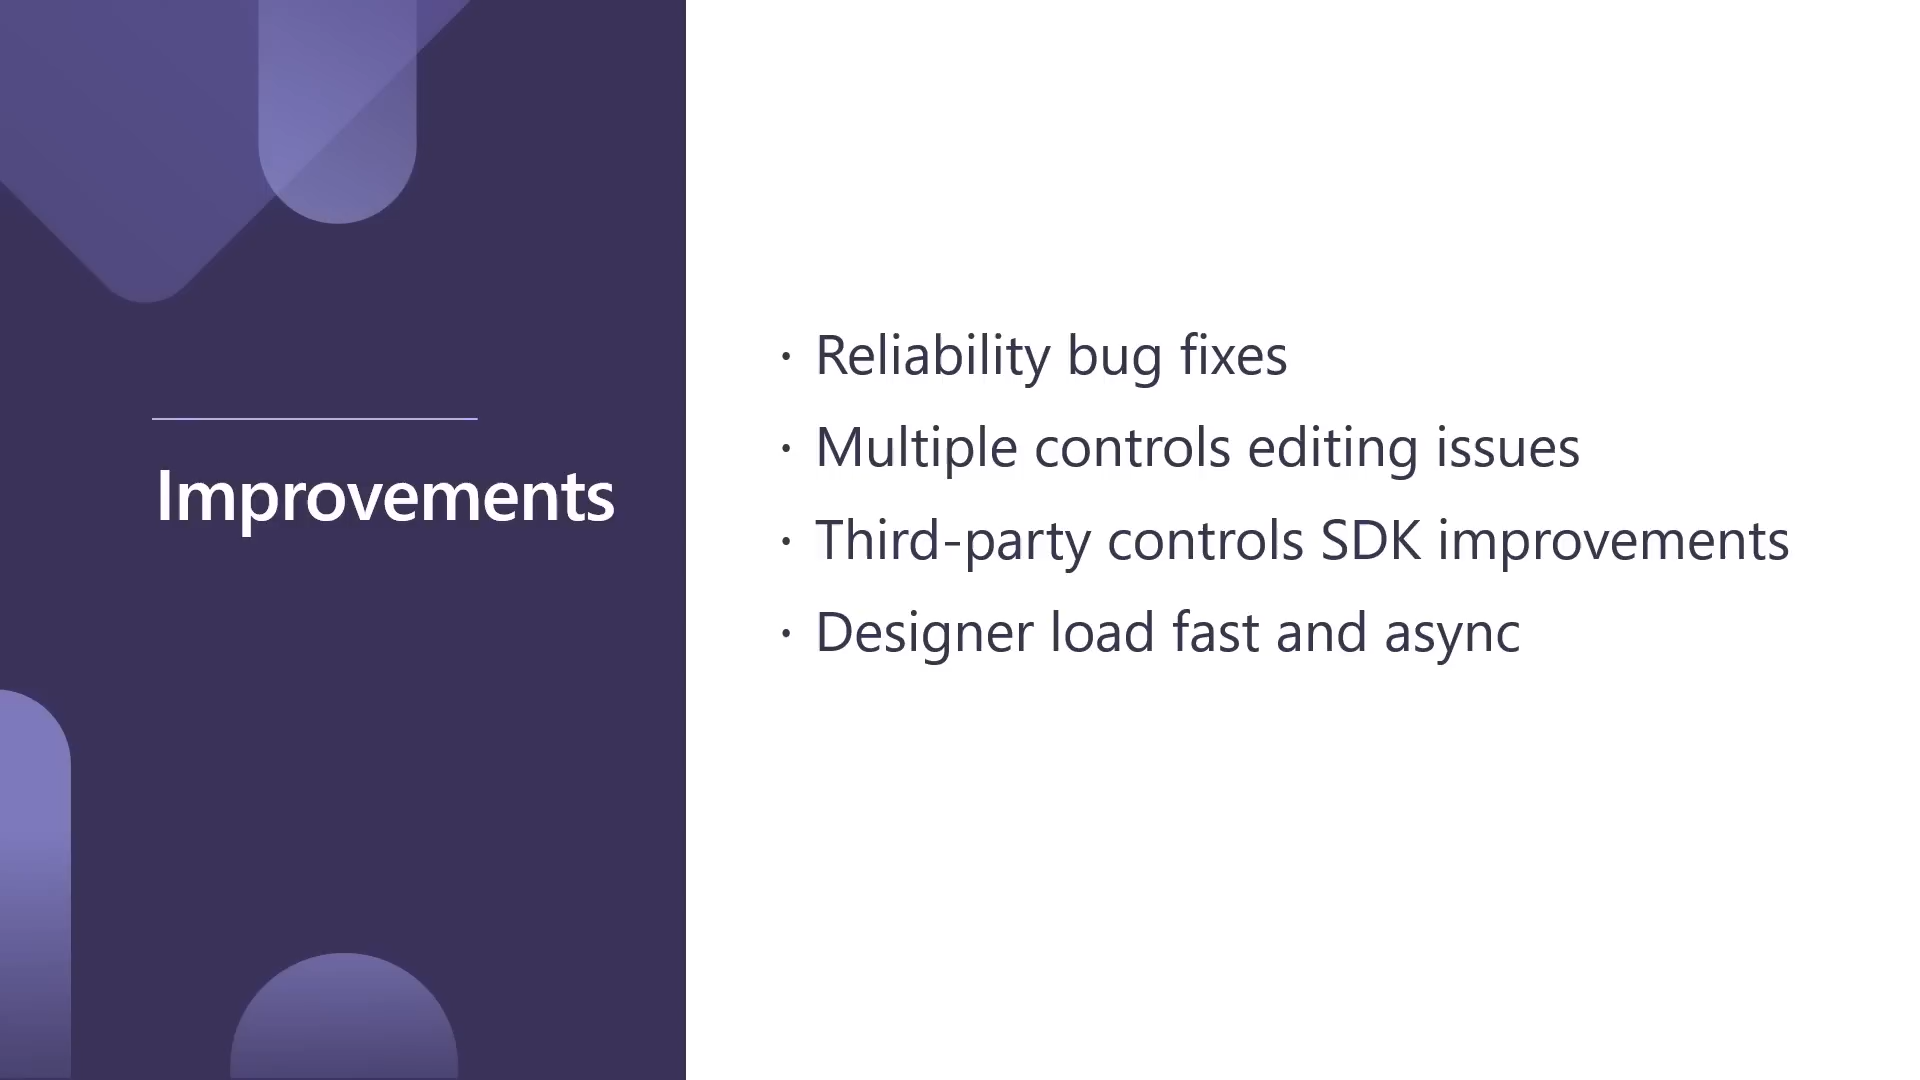 Improvements
· Reliability bug fixes
· Multiple controls editing issues
· Third-party controls SDK improvements
· Designer load fast and async